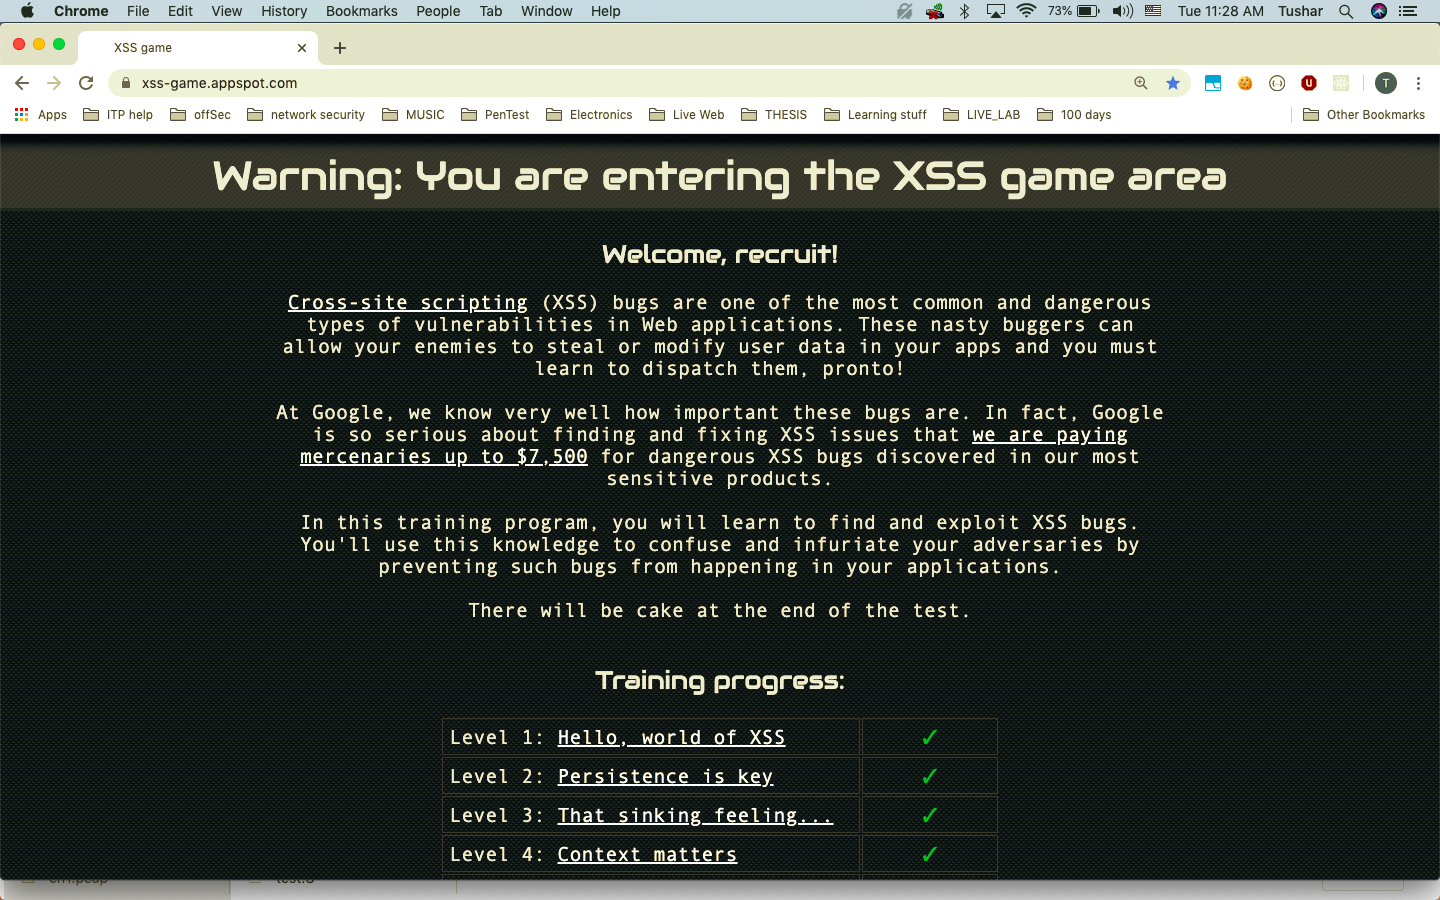 Chrome File Edit View History Bookmarks People Tab Window Help 73% Tue 11:28 AM Tushar
XSS game
xss-game.appspot.com T
Apps ITP help offSec network security MUSIC PenTest Electronics Live Web THESIS Learning stuff LIVE_LAB 100 days Other Bookmarks
Warning: You are entering the XSS game area
Welcome, recruit!
Cross-site scripting (XSS) bugs are one of the most common and dangerous
types of vulnerabilities in Web applications. These nasty buggers can
allow your enemies to steal or modify user data in your apps and you must
learn to dispatch them, pronto!
At Google, we know very well how important these bugs are. In fact, Google
is so serious about finding and fixing XSS issues that we are paying
mercenaries up to $7,500 for dangerous XSS bugs discovered in our most
sensitive products.
In this training program, you will learn to find and exploit XSS bugs.
You'll use this knowledge to confuse and infuriate your adversaries by
preventing such bugs from happening in your applications.
There will be cake at the end of the test.
Training progress:
Level 1: Hello, world of XSS ✓
Level 2: Persistence is key ✓
Level 3: That sinking feeling... ✓
Level 4: Context matters ✓